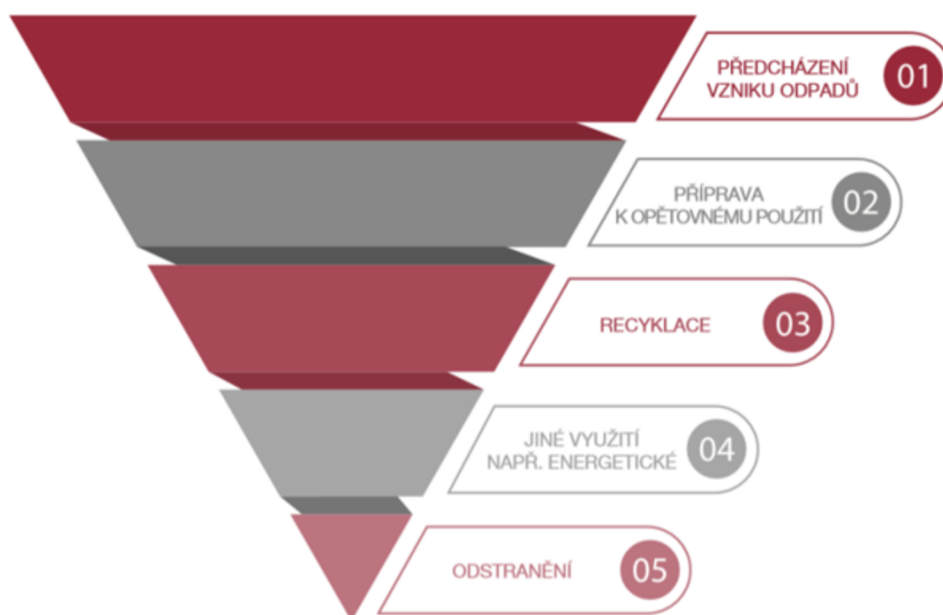 PŘEDCHÁZENÍ
VZNIKU ODPADŮ
01
PŘÍPRAVA
K OPĚTOVNÉMU POUŽITÍ
02
RECYKLACE
03
JINÉ VYUŽITÍ
NAPŘ. ENERGETICKÉ
04
ODSTRANĚNÍ
05